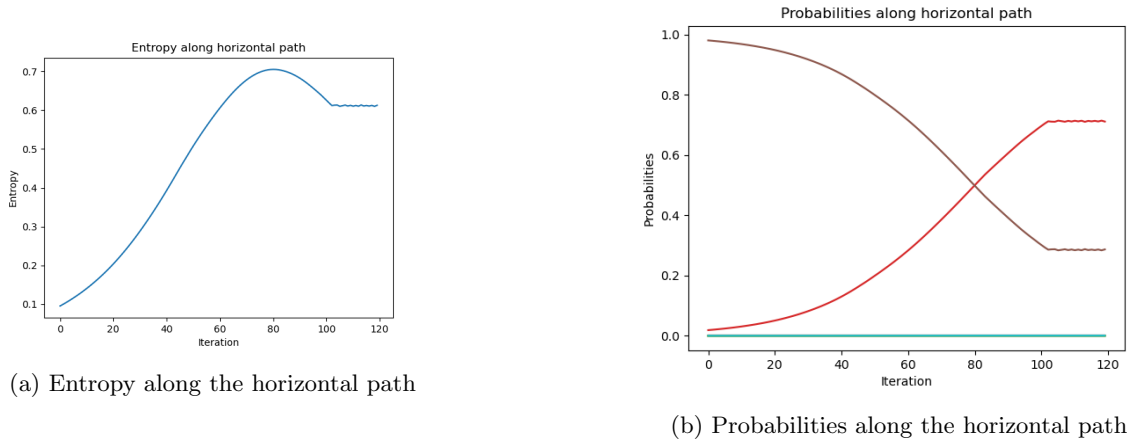 Entropy along horizontal path
0.7
0.6
0.5
0.4
0.3
0.2
0.1
Entropy
0 20 40 60 80 100 120
Iteration
(a) Entropy along the horizontal path
Probabilities along horizontal path
1.0
0.8
0.6
0.4
0.2
0.0
Probabilities
0 20 40 60 80 100 120
Iteration
(b) Probabilities along the horizontal path